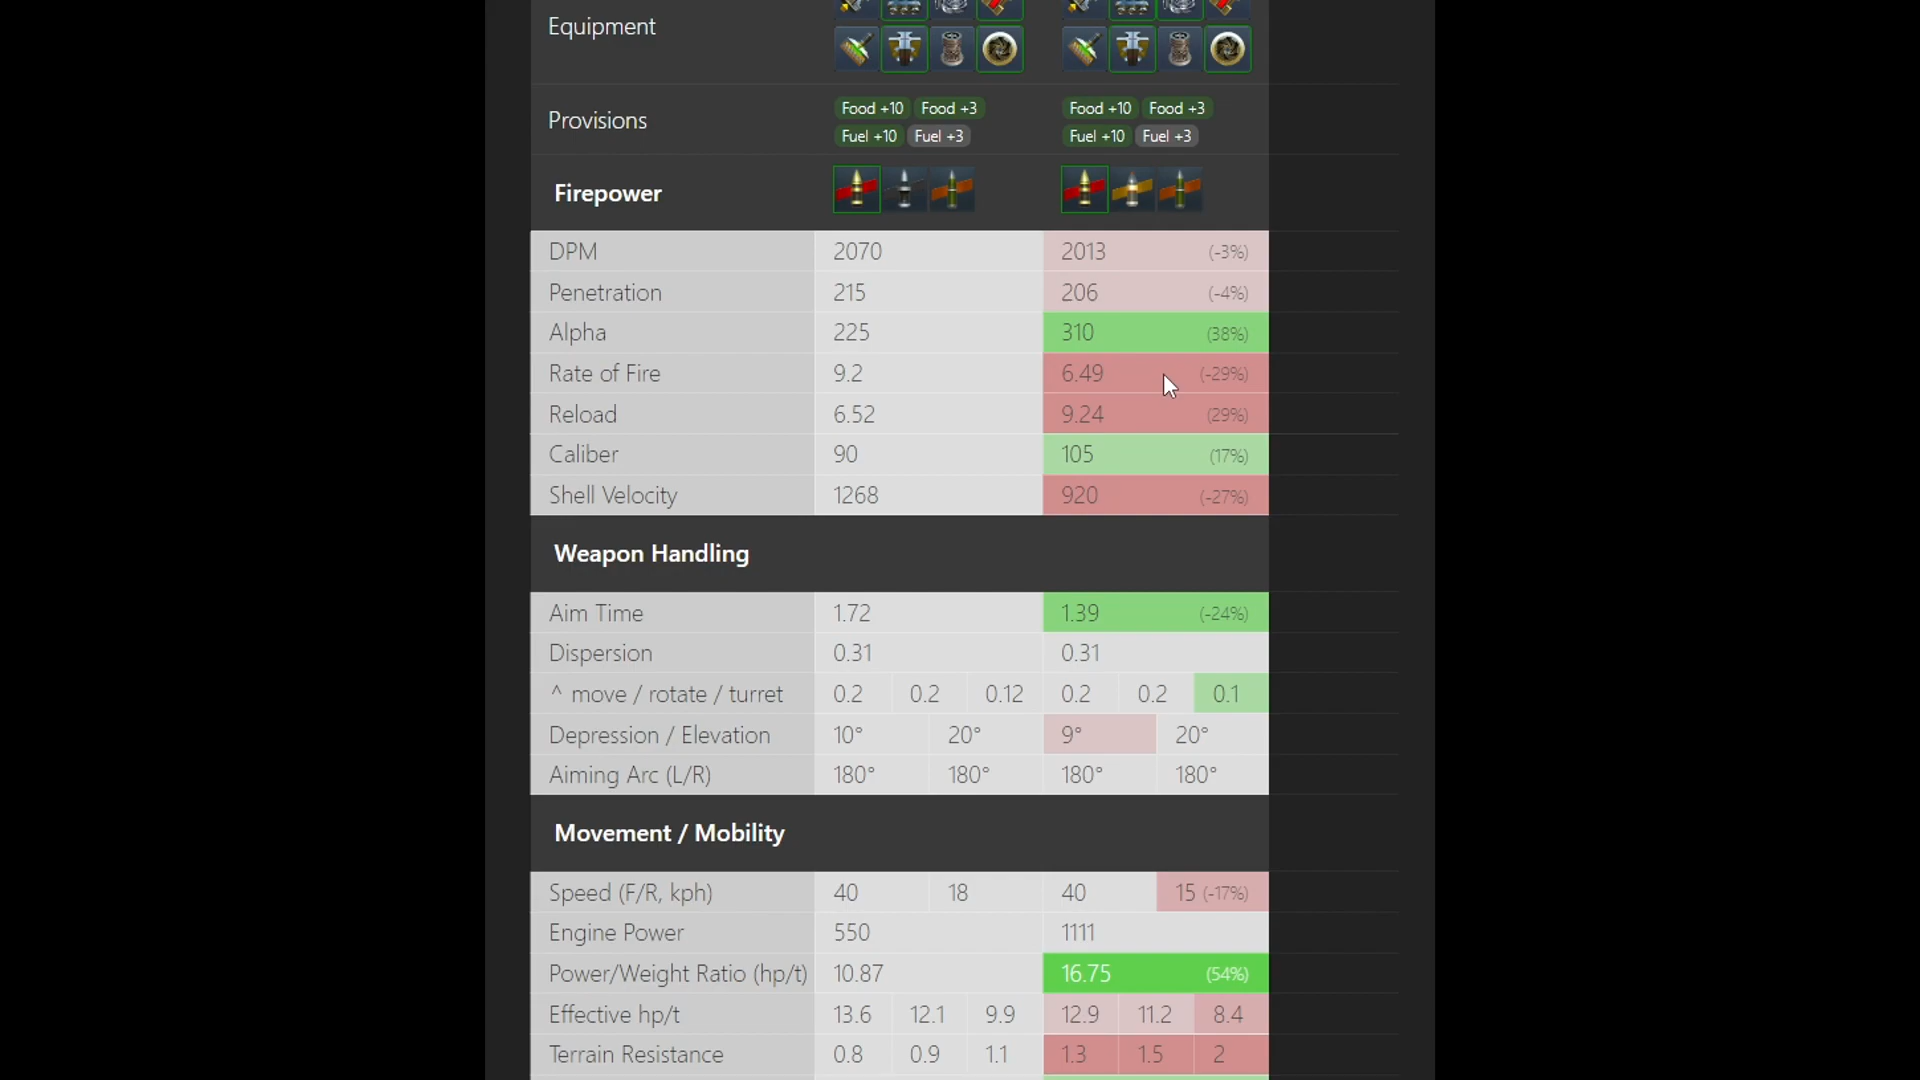 Equipment
Provisions Food +10 Food +3 Food +10 Food +3
Fuel +10 Fuel +3 Fuel +10 Fuel +3
Firepower
DPM 2070 2013 (-3%)
Penetration 215 206 (-4%)
Alpha 225 310 (38%)
Rate of Fire 9.2 6.49 (-29%)
Reload 6.52 9.24 (29%)
Caliber 90 105 (17%)
Shell Velocity 1268 920 (-27%)
Weapon Handling
Aim Time 1.72 1.39 (-24%)
Dispersion 0.31 0.31
^ move / rotate / turret 0.2 0.2 0.12 0.2 0.2 0.1
Depression / Elevation 10° 20° 9° 20°
Aiming Arc (L/R) 180° 180° 180° 180°
Movement / Mobility
Speed (F/R, kph) 40 18 40 15 (-17%)
Engine Power 550 1111
Power/Weight Ratio (hp/t) 10.87 16.75 (54%)
Effective hp/t 13.6 12.1 9.9 12.9 11.2 8.4
Terrain Resistance 0.8 0.9 1.1 1.3 1.5 2